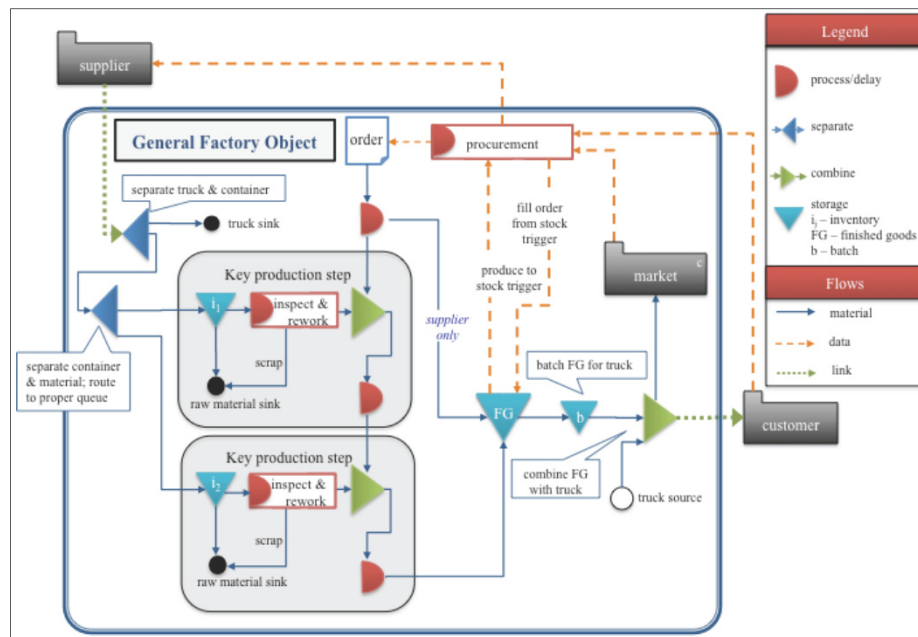 supplier
General Factory Object
order
procurement
separate truck & container
truck sink
fill order
from stock
trigger
produce to
stock trigger
market
c
Key production step
i1
inspect &
rework
scrap
raw material sink
supplier
only
separate container
& material; route
to proper queue
batch FG for truck
FG
b
customer
combine FG
with truck
truck source
Key production step
i2
inspect &
rework
scrap
raw material sink
Legend
process/delay
separate
combine
storage
ij – inventory
FG – finished goods
b – batch
Flows
material
data
link